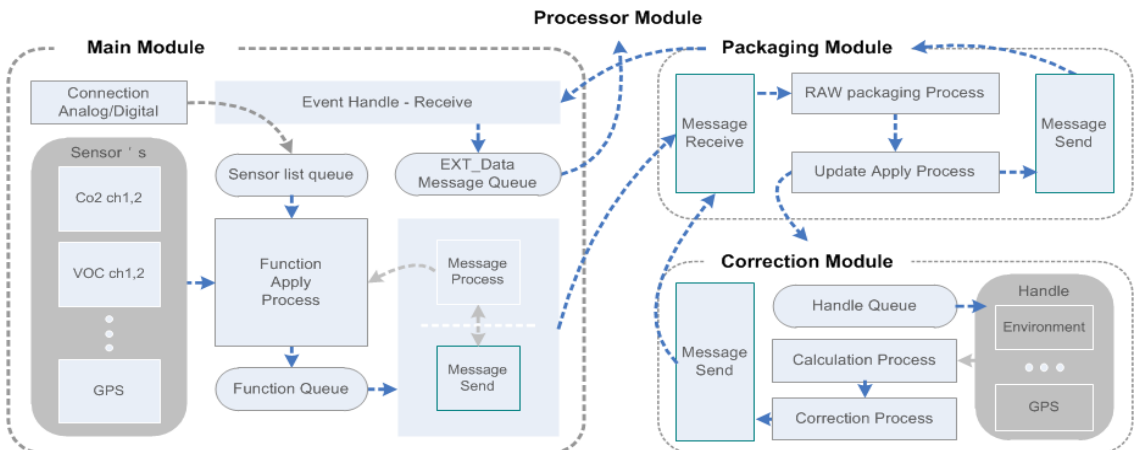 Processor Module
Main Module
Connection
Analog/Digital
Event Handle - Receive
Sensor ' s
Co2 ch1,2
VOC ch1,2
GPS
Sensor list queue
EXT_Data
Message Queue
Function
Apply
Process
Message
Process
Message
Send
Function Queue
Packaging Module
Message
Receive
RAW packaging Process
Update Apply Process
Message
Send
Correction Module
Message
Send
Handle Queue
Calculation Process
Correction Process
Handle
Environment
GPS